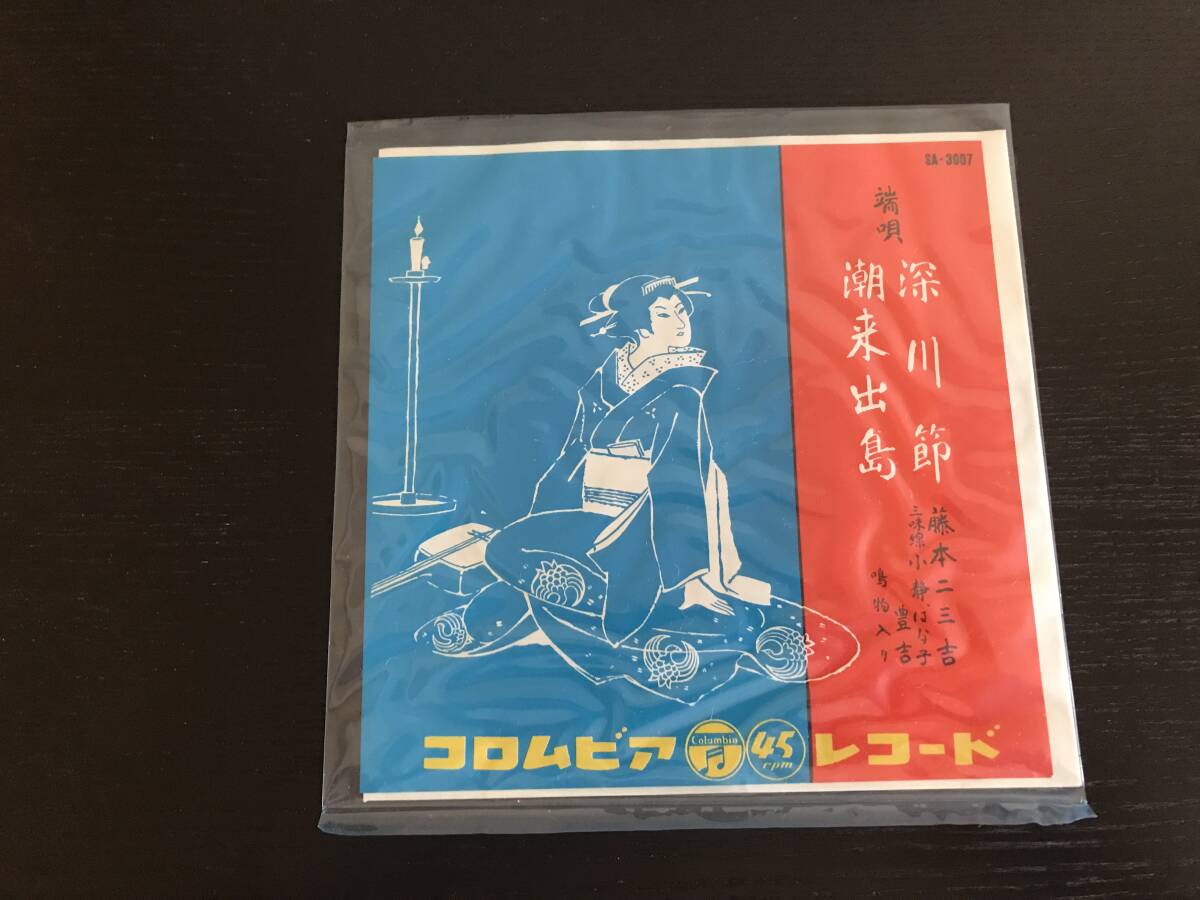 SA-3007
端唄
深川節
潮来出島
藤本二三吉
三味線 小静・はな子
豊吉
鳴物入り
コロムビア Columbia 45 rpm レコード